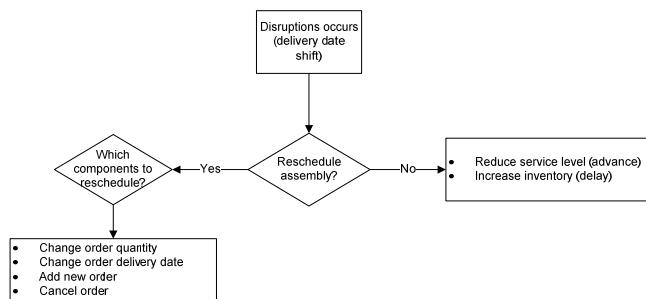 Disruptions occurs
(delivery date
shift)
Which
components to
reschedule?
Yes
Reschedule
assembly?
No
• Reduce service level (advance)
• Increase inventory (delay)
• Change order quantity
• Change order delivery date
• Add new order
• Cancel order